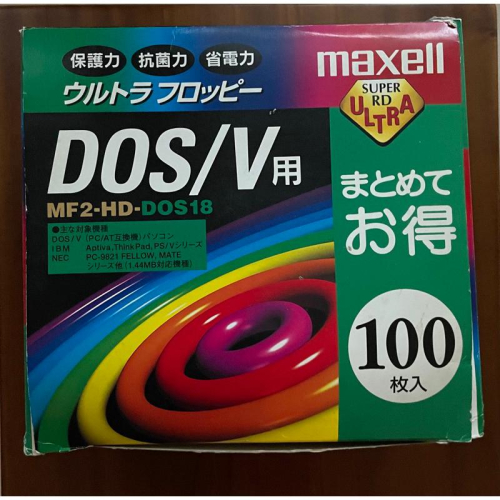 保護力 抗菌力 省電力
ウルトラ フロッピー
maxell
SUPER
RD
ULTRA
DOS/V用
MF2-HD-DOS18
●主な対象機種
DOS/V (PC/AT互換機)パソコン
IBM Aptiva,ThinkPad,PS/Vシリーズ
NEC PC-9821 FELLOW, MATE
シリーズ他(1.44MB対応機種)
まとめて
お得
100
枚入